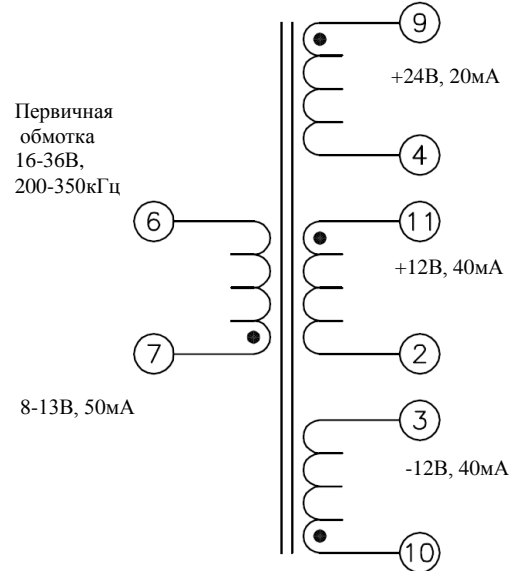 9
+24В, 20мА
4
Первичная
обмотка
16-36В,
200-350кГц
6
11
+12В, 40мА
7
2
8-13В, 50мА
3
-12В, 40мА
10